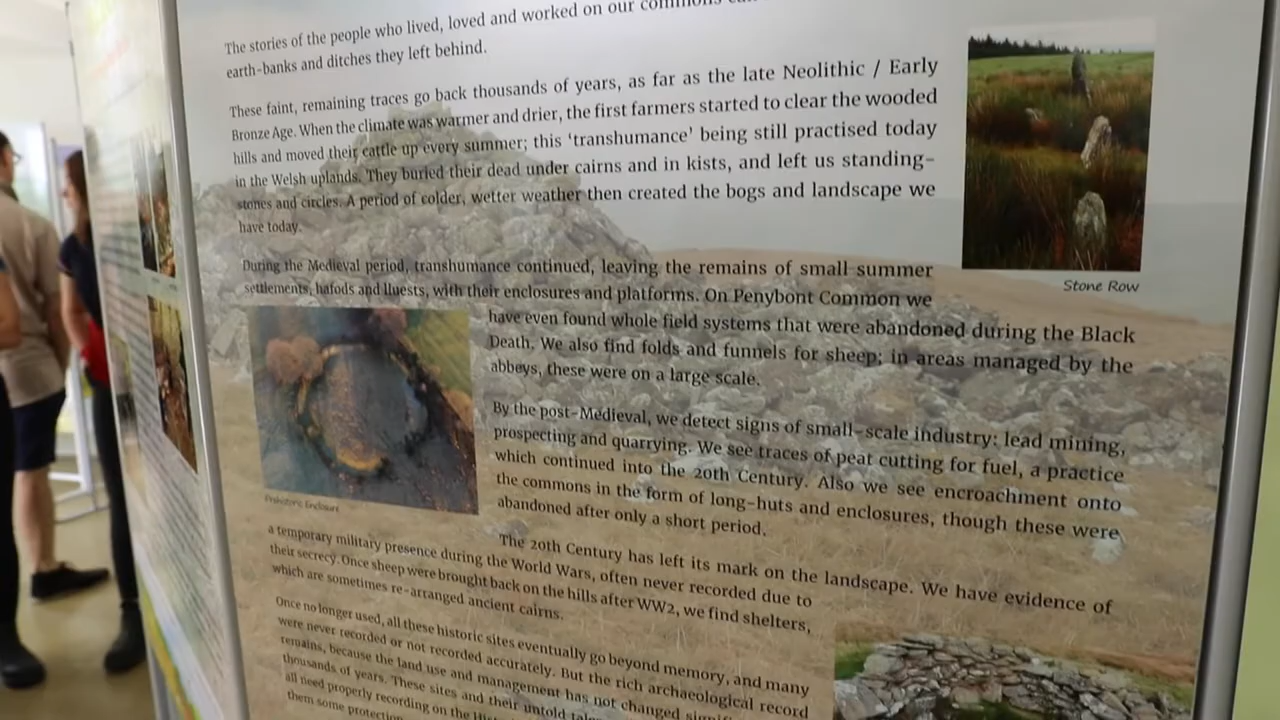 The stories of the people who lived, loved and worked on our commons
earth-banks and ditches they left behind.
These faint, remaining traces go back thousands of years, as far as the late Neolithic / Early
Bronze Age. When the climate was warmer and drier, the first farmers started to clear the wooded
hills and moved their cattle up every summer; this ‘transhumance’ being still practised today
in the Welsh uplands. They buried their dead under cairns and in kists, and left us standing-
stones and circles. A period of colder, wetter weather then created the bogs and landscape we
have today.
Stone Row
During the Medieval period, transhumance continued, leaving the remains of small summer
settlements, hafods and lluests, with their enclosures and platforms. On Penybont Common we
have even found whole field systems that were abandoned during the Black
Death. We also find folds and funnels for sheep; in areas managed by the
abbeys, these were on a large scale.
By the post-Medieval, we detect signs of small-scale industry: lead mining,
prospecting and quarrying. We see traces of peat cutting for fuel, a practice
which continued into the 20th Century. Also we see encroachment onto
the commons in the form of long-huts and enclosures, though these were
abandoned after only a short period.
Prehistoric Enclosure
The 20th Century has left its mark on the landscape. We have evidence of
a temporary military presence during the World Wars, often never recorded due to
their secrecy. Once sheep were brought back on the hills after WW2, we find shelters,
which are sometimes re-arranged ancient cairns.
Once no longer used, all these historic sites eventually go beyond memory, and many
were never recorded or not recorded accurately. But the rich archaeological record
remains, because the land use and management has not changed
thousands of years. These sites and their untold
all need properly recording on the
them some protection